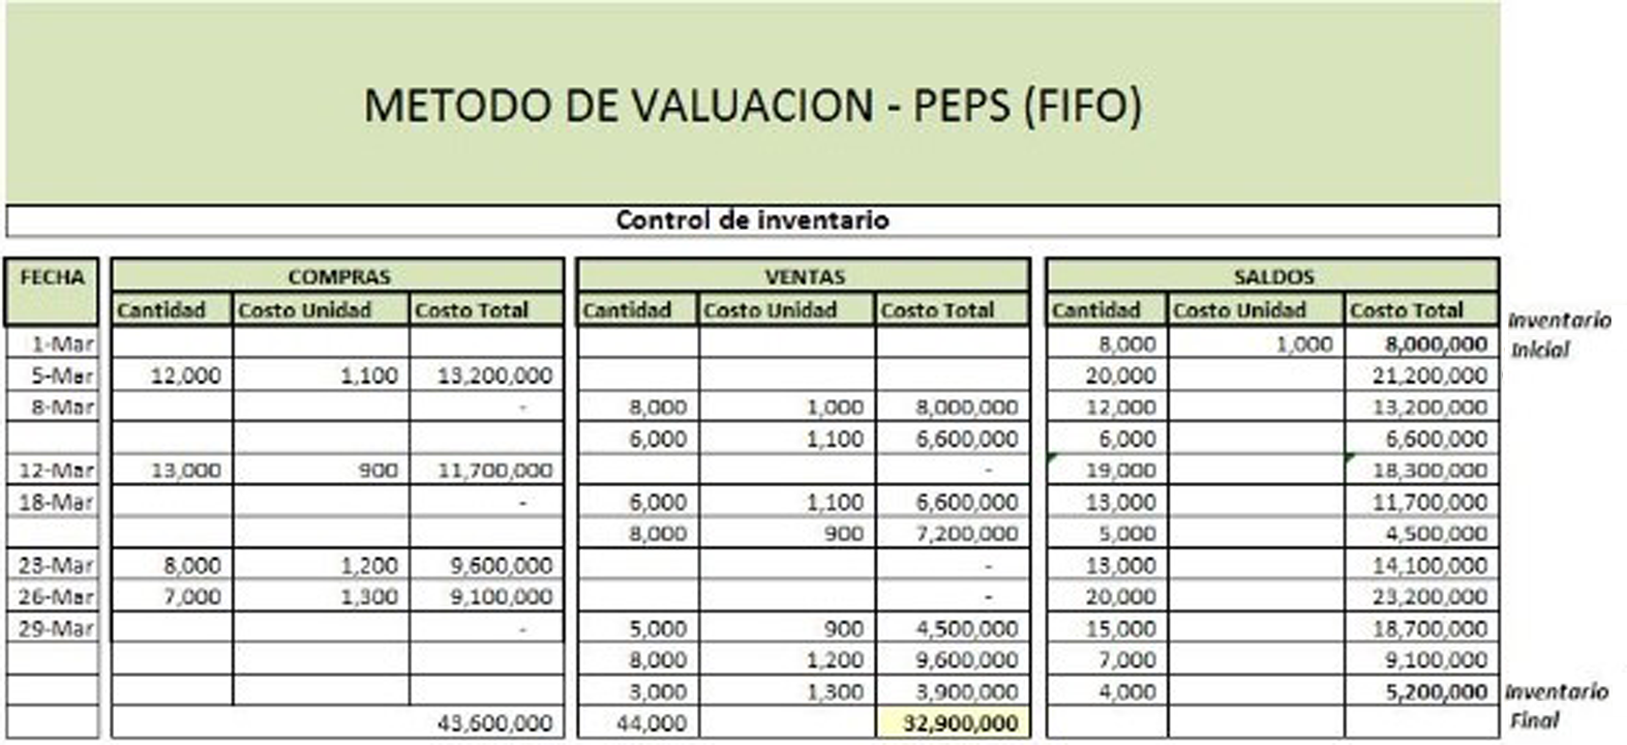 METODO DE VALUACION - PEPS (FIFO)
Control de inventario
FECHA COMPRAS VENTAS SALDOS
Cantidad Costo Unidad Costo Total Cantidad Costo Unidad Costo Total Cantidad Costo Unidad Costo Total
Inventario
Inicial
1-Mar 8,000 1,000 8,000,000
5-Mar 12,000 1,100 13,200,000 20,000 21,200,000
8-Mar - 8,000 1,000 8,000,000 12,000 13,200,000
6,000 1,100 6,600,000 6,000 6,600,000
12-Mar 13,000 900 11,700,000 - 19,000 18,300,000
18-Mar - 6,000 1,100 6,600,000 13,000 11,700,000
8,000 900 7,200,000 5,000 4,500,000
23-Mar 8,000 1,200 9,600,000 - 13,000 14,100,000
26-Mar 7,000 1,300 9,100,000 - 20,000 23,200,000
29-Mar - 5,000 900 4,500,000 15,000 18,700,000
8,000 1,200 9,600,000 7,000 9,100,000
3,000 1,300 3,900,000 4,000 5,200,000 Inventario
43,600,000 44,000 32,900,000 Final